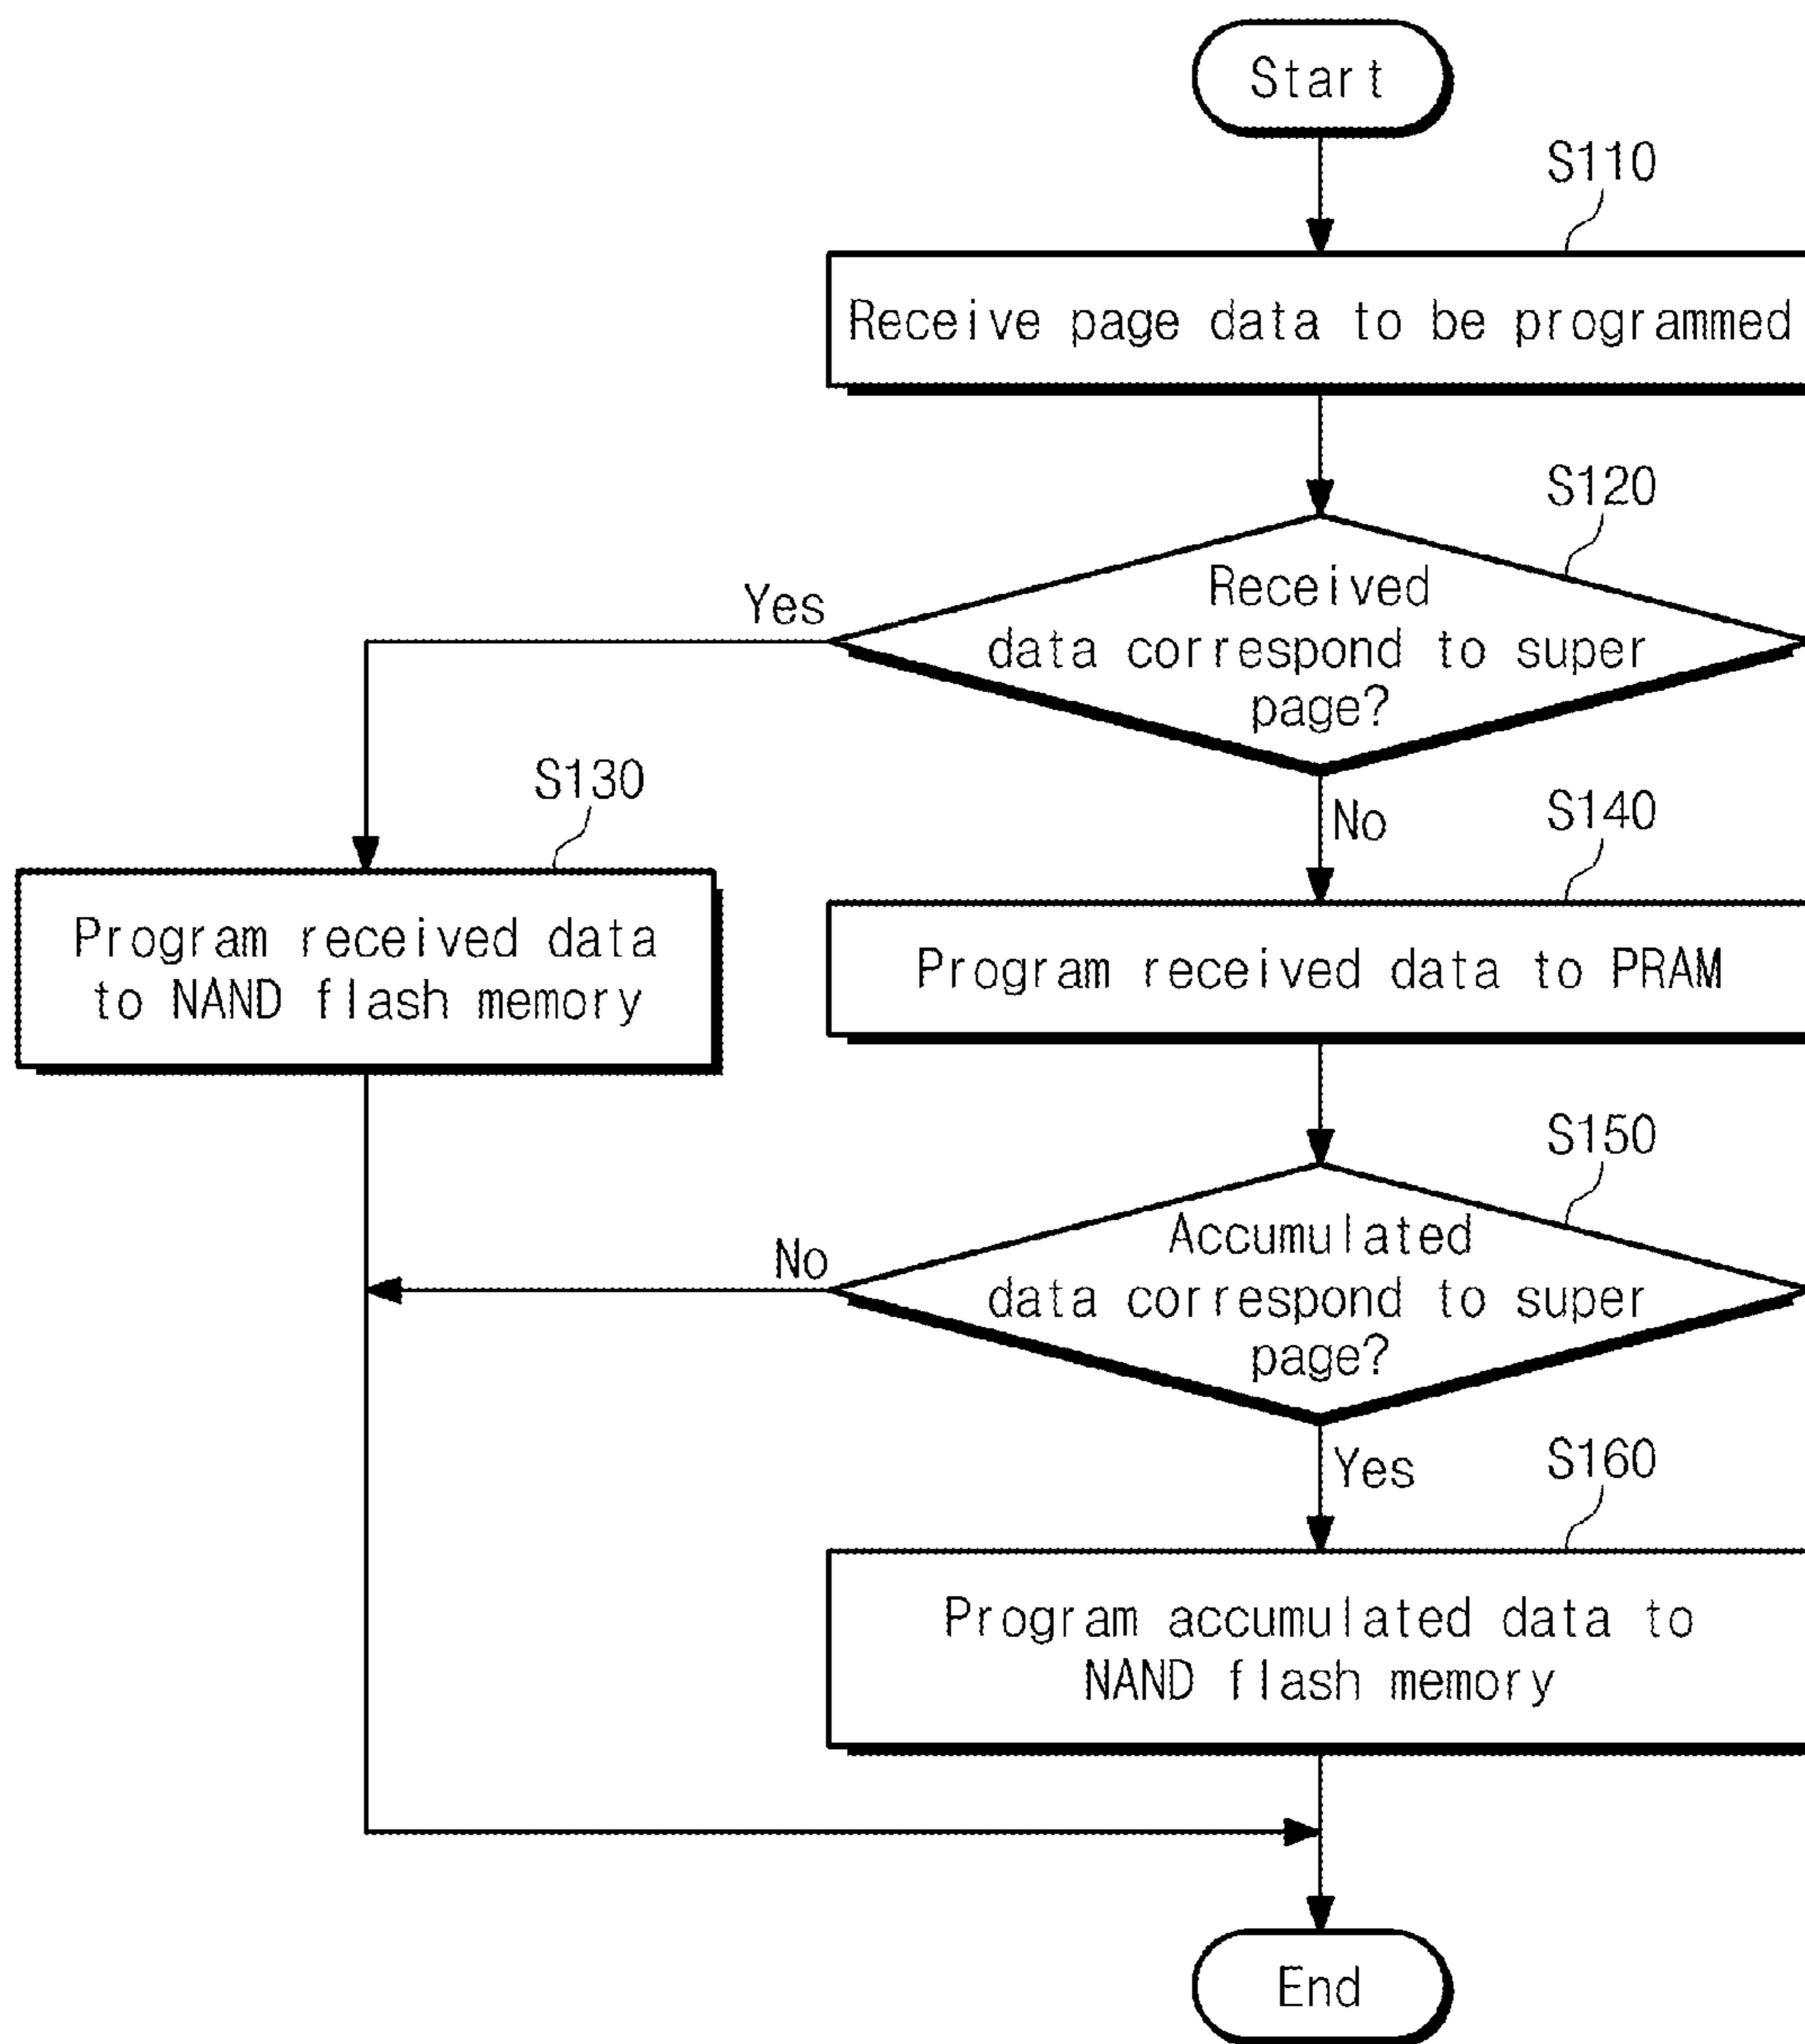 Start
S110
Receive page data to be programmed
S120
Received
data correspond to super
page?
Yes
No
S130
Program received data
to NAND flash memory
S140
Program received data to PRAM
S150
Accumulated
data correspond to super
page?
No
Yes
S160
Program accumulated data to
NAND flash memory
End